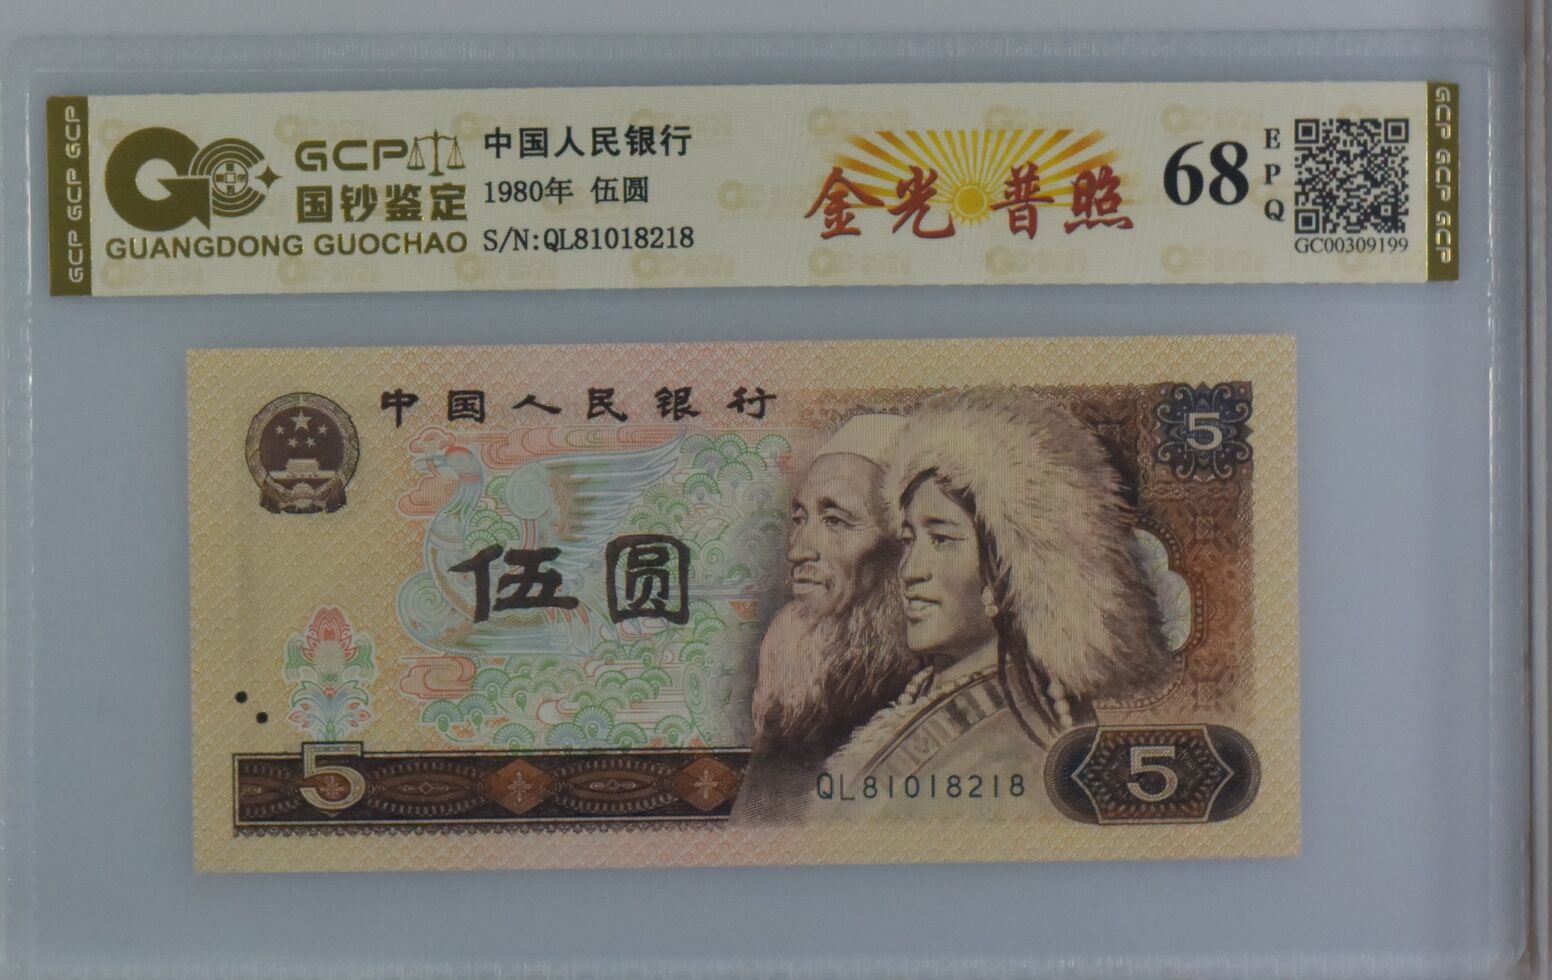 GCP GCP GCP
GCP
国钞鉴定
GUANGDONG GUOCHAO
中国人民银行
1980年 伍圆
S/N:QL81018218
金光普照
68
EPQ
GC00309199
GCP GCP GCP
中国人民银行
5
伍圆
5
QL81018218
5